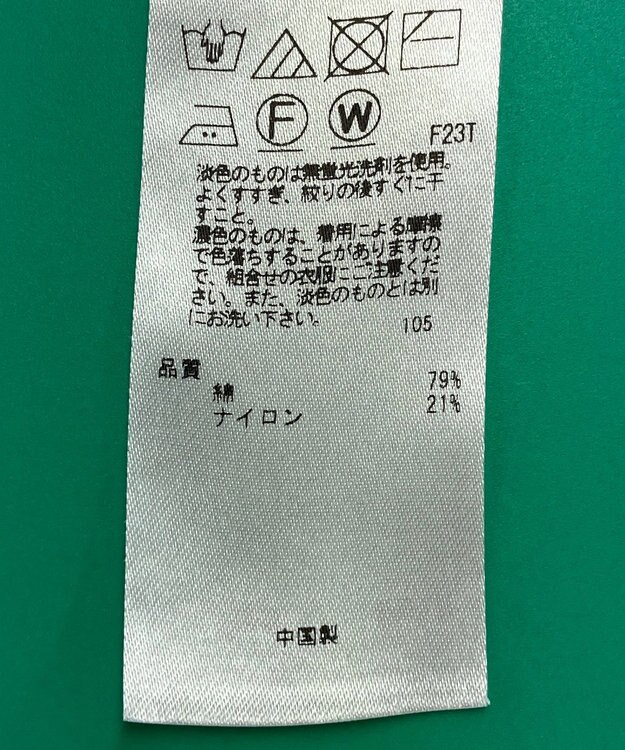 F W F23T
淡色のものは無蛍光洗剤を使用。
よくすすぎ、絞りの後すぐに干
すこと。
濃色のものは、着用による摩擦
で色落ちすることがありますの
で、組合せの衣服にご注意くだ
さい。また、淡色のものとは別
にお洗い下さい。 105
品質
綿 79%
ナイロン 21%
中国製